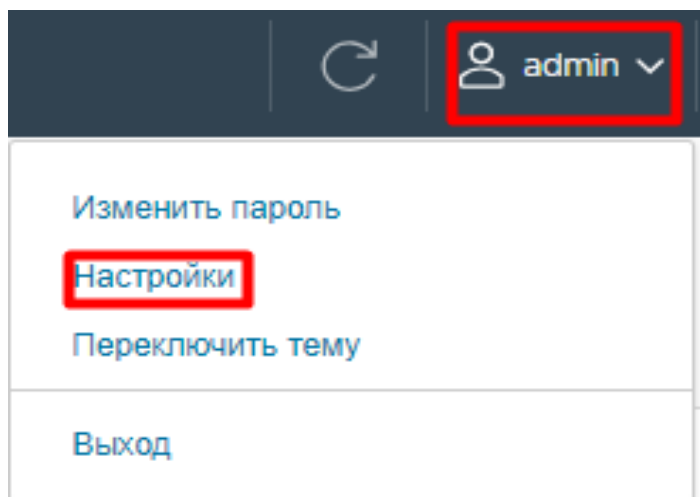 admin
Изменить пароль
Настройки
Переключить тему
Выход